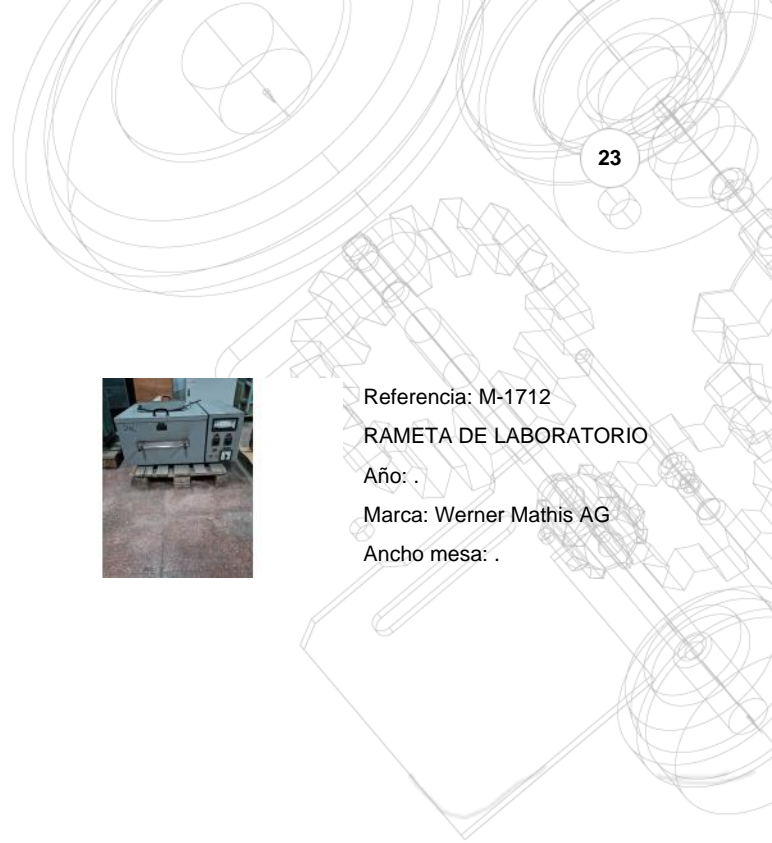 23
Referencia: M-1712
RAMETA DE LABORATORIO
Año: .
Marca: Werner Mathis AG
Ancho mesa: .